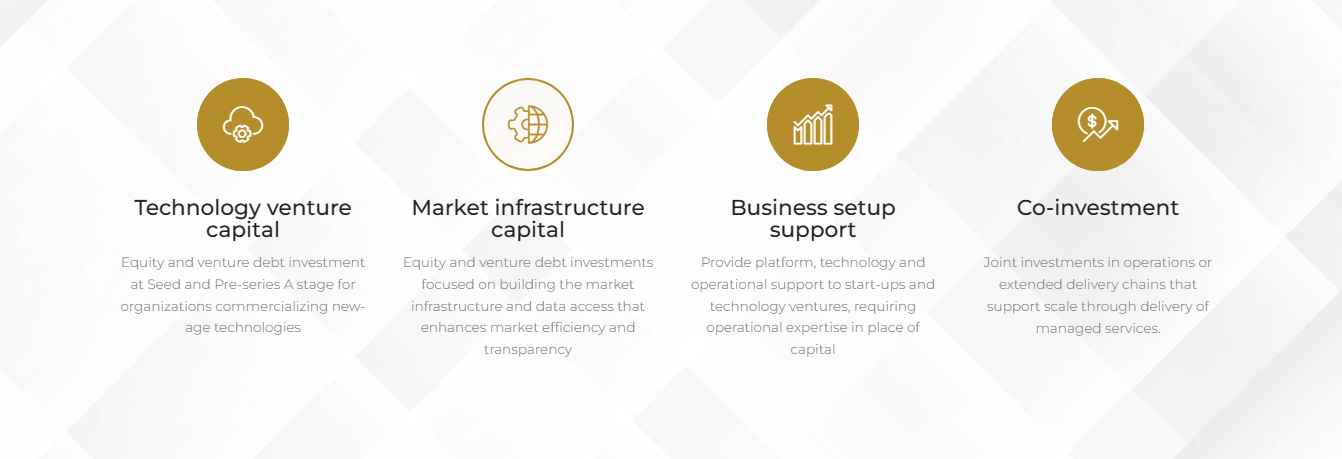 Technology venture
capital
Equity and venture debt investment
at Seed and Pre-series A stage for
organizations commercializing new-
age technologies
Market infrastructure
capital
Equity and venture debt investments
focused on building the market
infrastructure and data access that
enhances market efficiency and
transparency
Business setup
support
Provide platform, technology and
operational support to start-ups and
technology ventures, requiring
operational expertise in place of
capital
Co-investment
Joint investments in operations or
extended delivery chains that
support scale through delivery of
managed services.